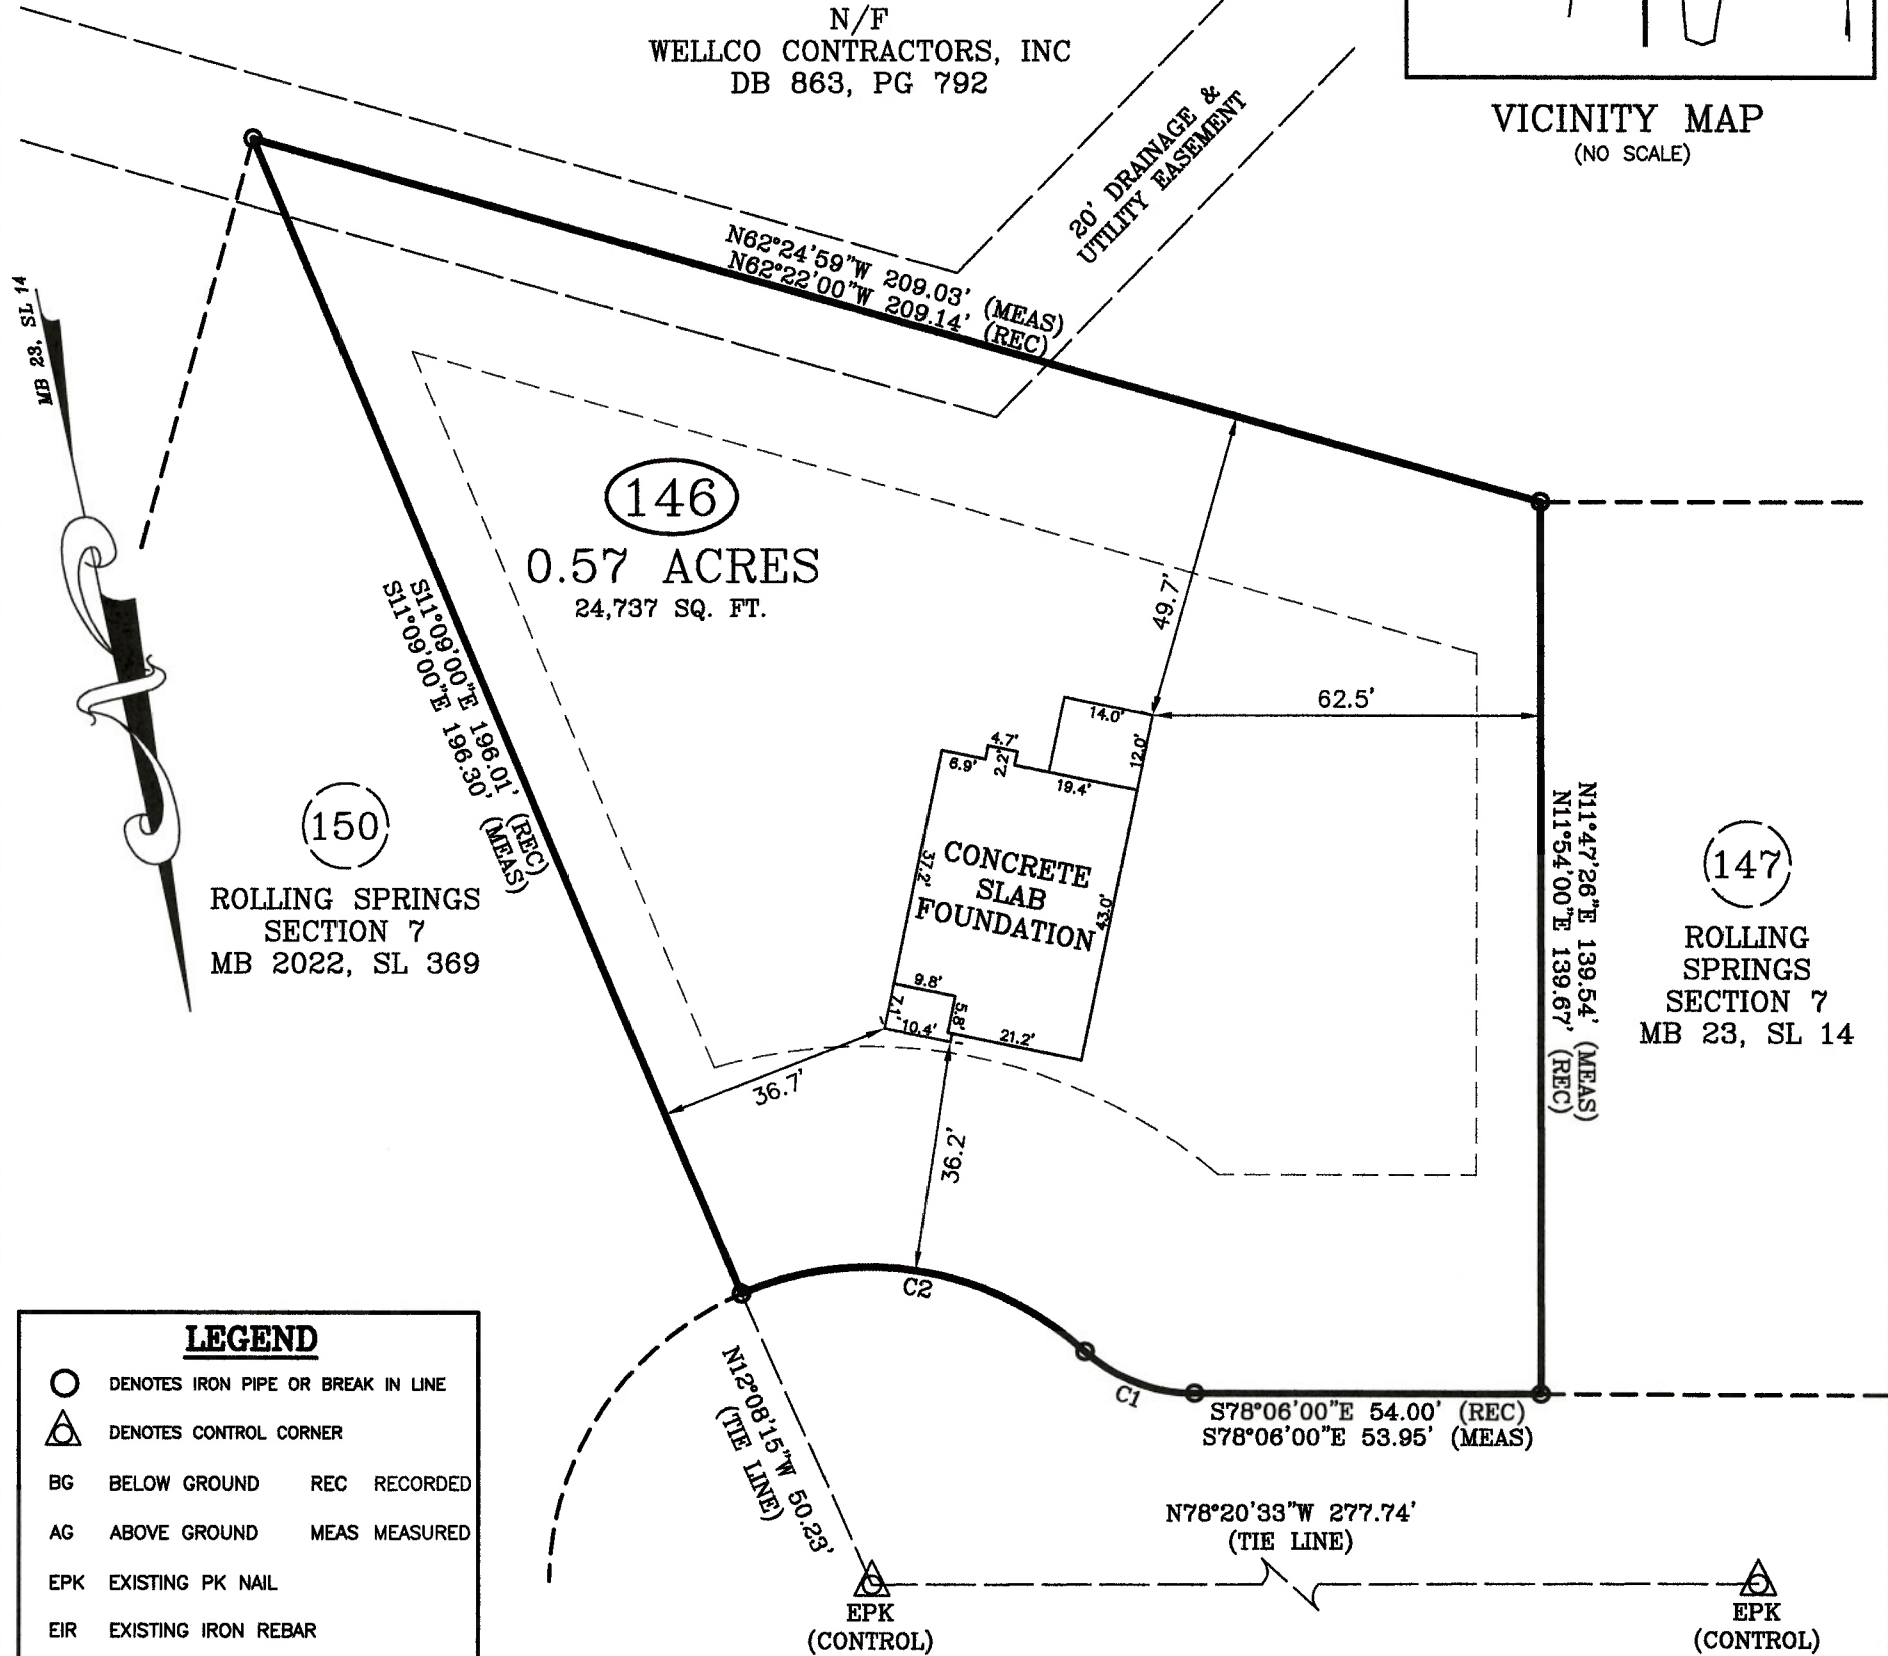 N/F
WELLCO CONTRACTORS, INC
DB 863, PG 792
VICINITY MAP
(NO SCALE)
20' DRAINAGE &
UTILITY EASEMENT
N62°24'59"W 209.03' (MEAS)
N62°22'00"W 209.14' (REC)
MB 23, SL 14
146
0.57 ACRES
24,737 SQ. FT.
S11°09'00"E 196.01' (REC)
S11°09'00"E 196.30' (MEAS)
49.7'
62.5'
14.0'
12.0'
4.7'
2.2'
6.9'
19.4'
CONCRETE
SLAB
FOUNDATION
37.2'
43.0'
9.8'
7.1'
10.4'
5.8'
21.2'
36.7'
36.2'
150
ROLLING SPRINGS
SECTION 7
MB 2022, SL 369
N11°47'26"E 139.54' (MEAS)
N11°54'00"E 139.67' (REC)
147
ROLLING
SPRINGS
SECTION 7
MB 23, SL 14
C2
C1
S78°06'00"E 54.00' (REC)
S78°06'00"E 53.95' (MEAS)
N12°08'15"W 50.23'
(TIE LINE)
N78°20'33"W 277.74'
(TIE LINE)
EPK
(CONTROL)
EPK
(CONTROL)
LEGEND
DENOTES IRON PIPE OR BREAK IN LINE
DENOTES CONTROL CORNER
BG BELOW GROUND REC RECORDED
AG ABOVE GROUND MEAS MEASURED
EPK EXISTING PK NAIL
EIR EXISTING IRON REBAR